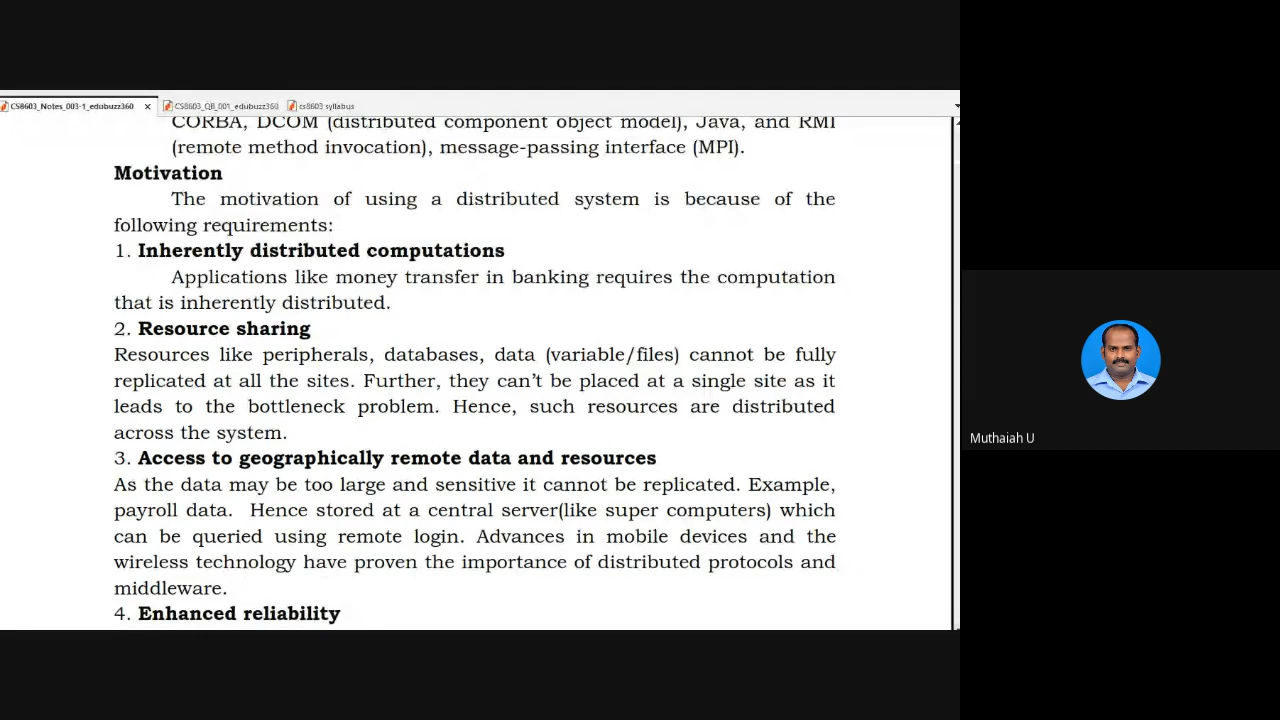 CS8603_Notes_003-1_edubuzz360
CS8603_QB_001_edubuzz360
cs8603 syllabus
CORBA, DCOM (distributed component object model), Java, and RMI
(remote method invocation), message-passing interface (MPI).
Motivation
The motivation of using a distributed system is because of the
following requirements:
1. Inherently distributed computations
Applications like money transfer in banking requires the computation
that is inherently distributed.
2. Resource sharing
Resources like peripherals, databases, data (variable/files) cannot be fully
replicated at all the sites. Further, they can't be placed at a single site as it
leads to the bottleneck problem. Hence, such resources are distributed
across the system.
3. Access to geographically remote data and resources
As the data may be too large and sensitive it cannot be replicated. Example,
payroll data.  Hence stored at a central server(like super computers) which
can be queried using remote login. Advances in mobile devices and the
wireless technology have proven the importance of distributed protocols and
middleware.
4. Enhanced reliability
Muthaiah U